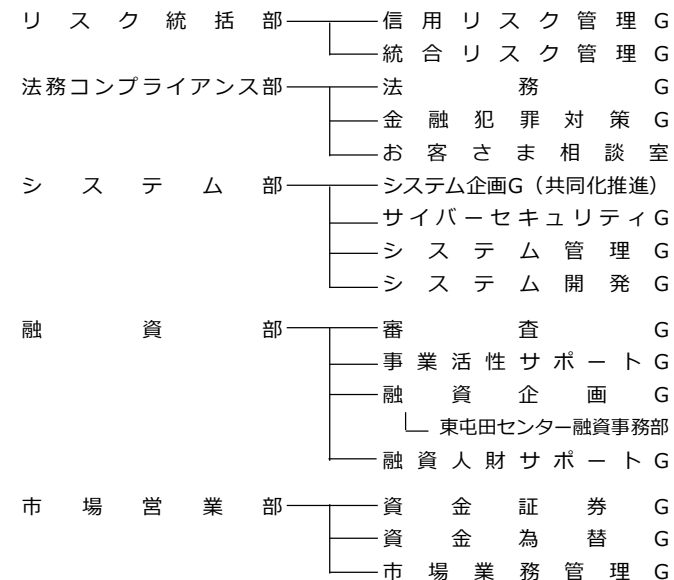 リスク統括部 信用リスク管理G
統合リスク管理G
法務コンプライアンス部 法務G
金融犯罪対策G
お客さま相談室
システム部 システム企画G（共同化推進）
サイバーセキュリティG
システム管理G
システム開発G
融資部 審査G
事業活性サポートG
融資企画G
東屯田センター融資事務部
融資人財サポートG
市場営業部 資金証券G
資金為替G
市場業務管理G